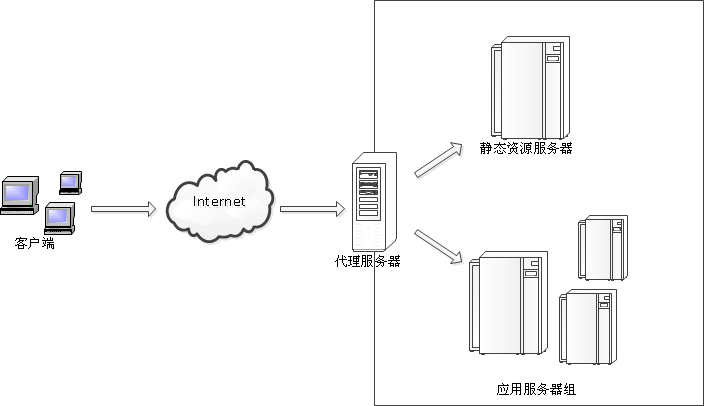 静态资源服务器
Internet
客户端
代理服务器
应用服务器组